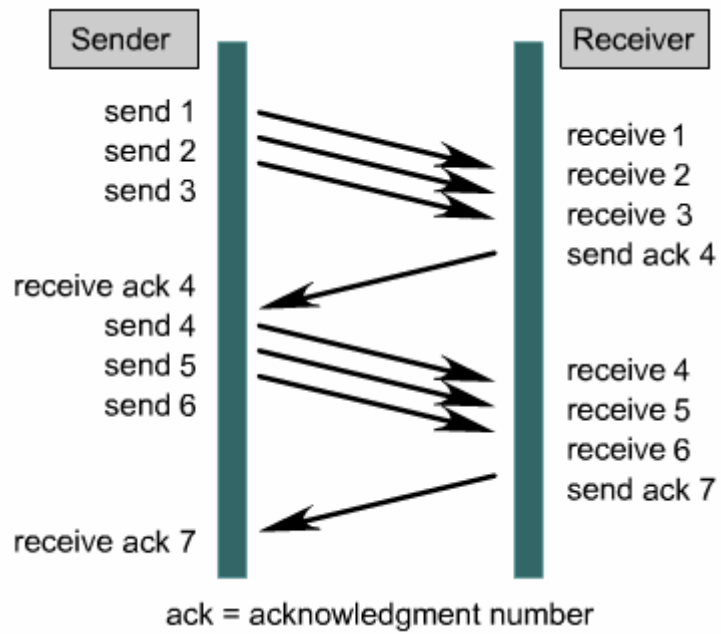 Sender
Receiver
send 1
send 2
send 3
receive ack 4
send 4
send 5
send 6
receive ack 7
receive 1
receive 2
receive 3
send ack 4
receive 4
receive 5
receive 6
send ack 7
ack = acknowledgment number